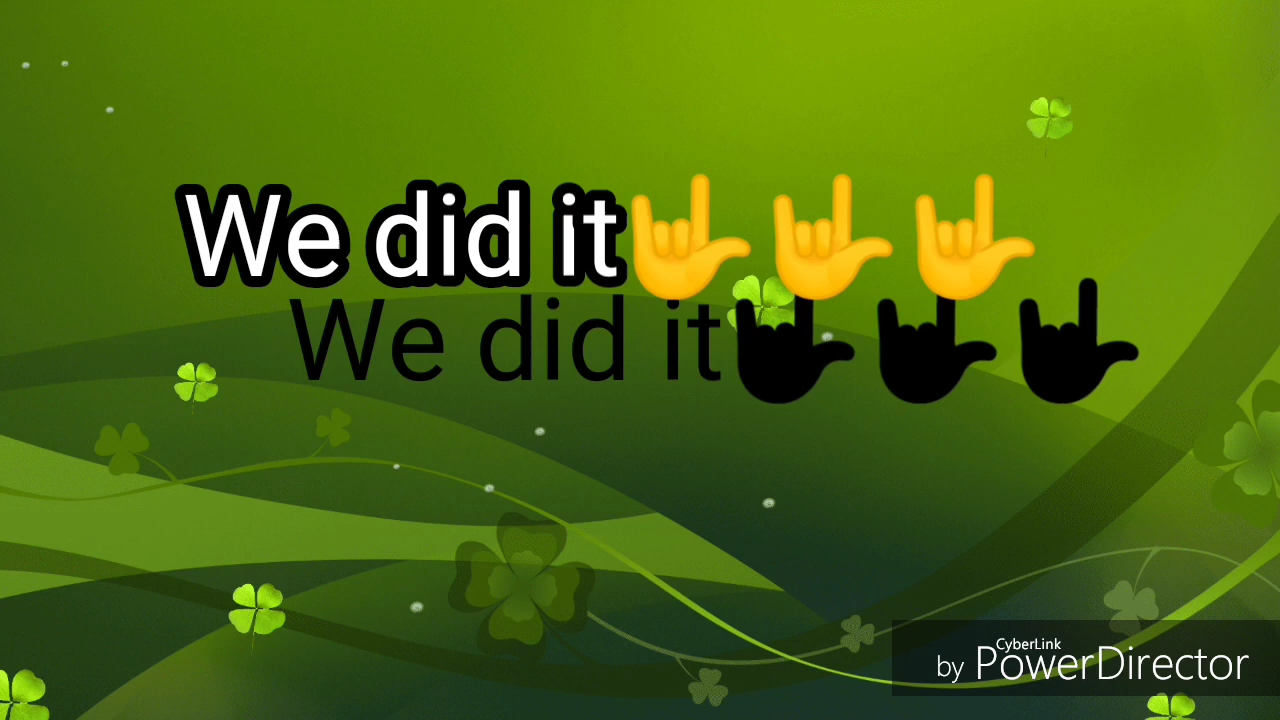 We did it🤟🤟🤟
We did it
CyberLink
by PowerDirector